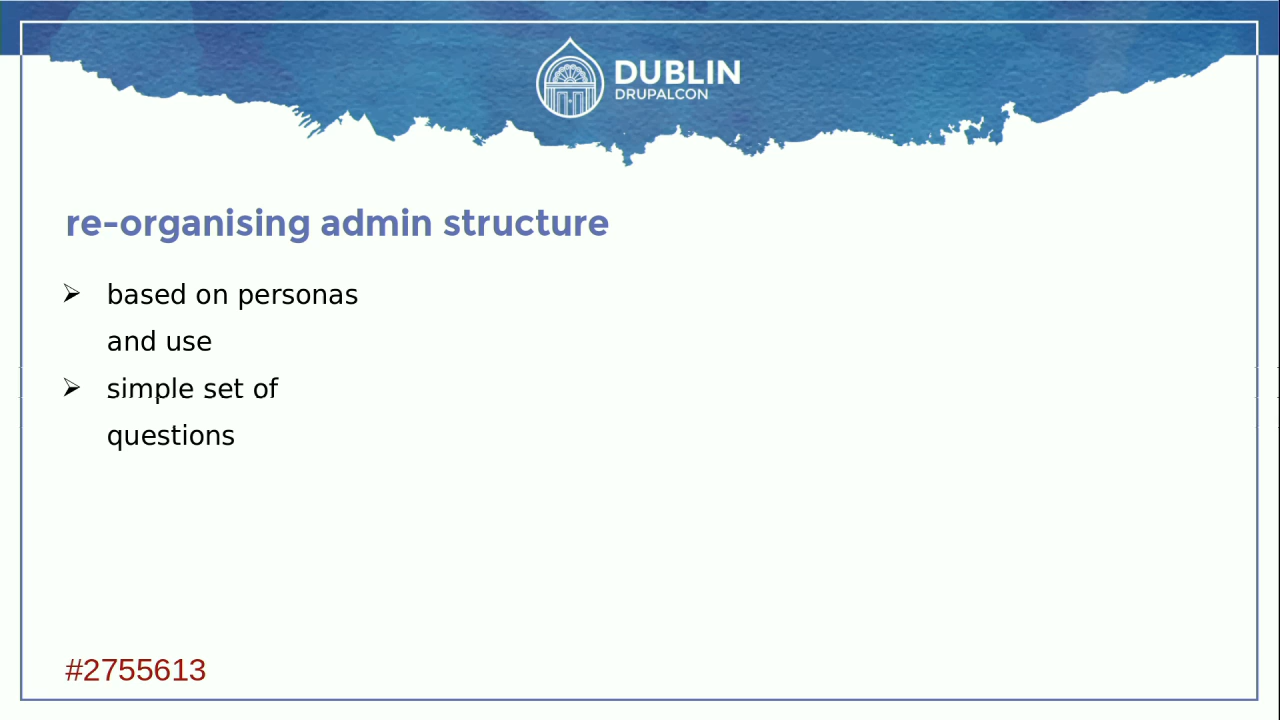 DUBLIN
DRUPALCON
re-organising admin structure
➢ based on personas
and use
➢ simple set of
questions
#2755613